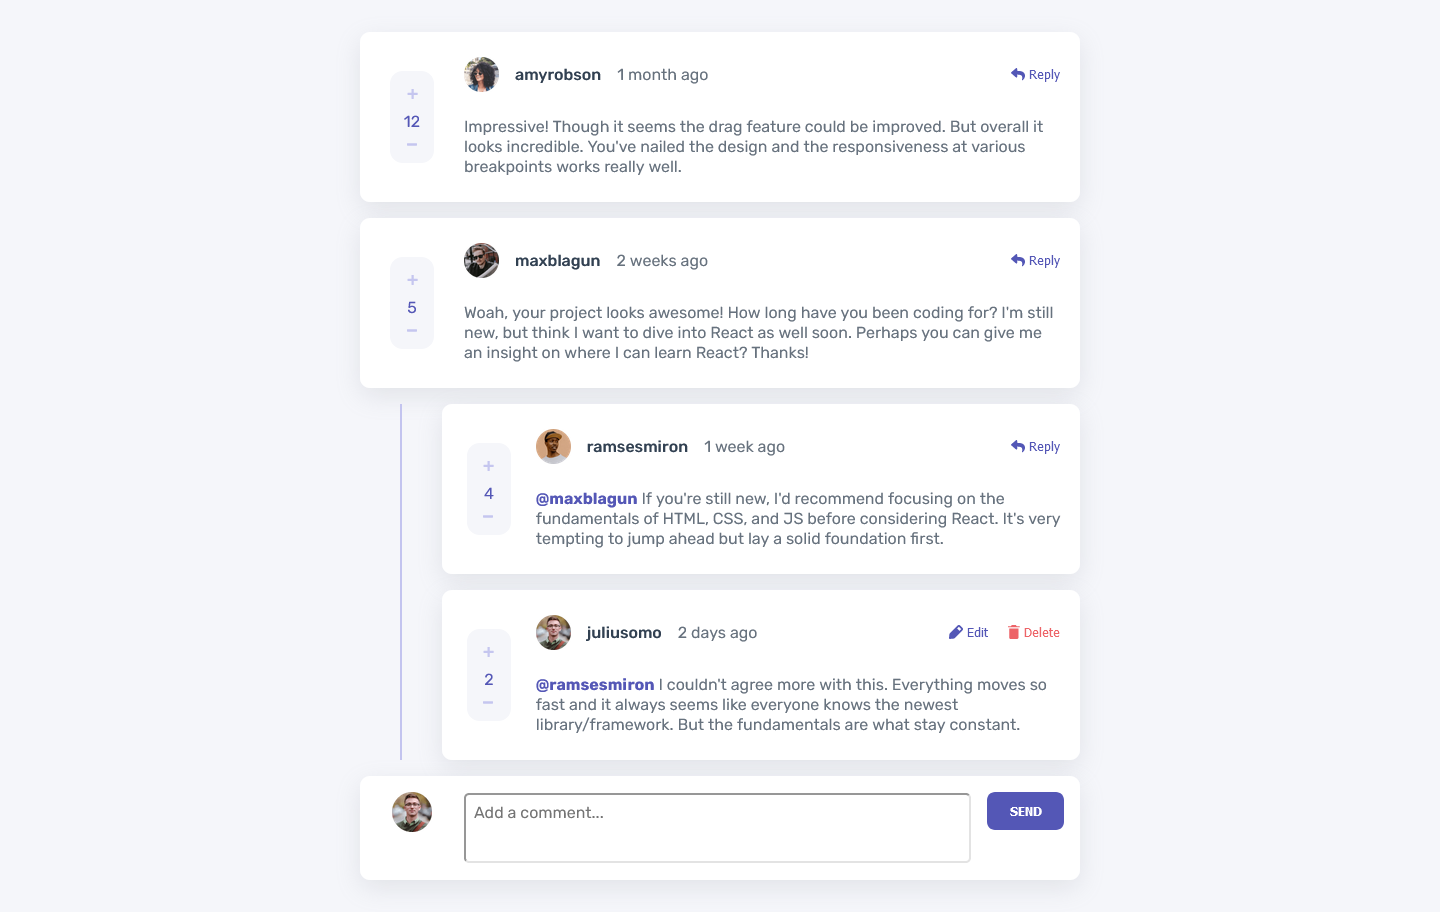 amyrobson 1 month ago Reply
+
12
−
Impressive! Though it seems the drag feature could be improved. But overall it
looks incredible. You've nailed the design and the responsiveness at various
breakpoints works really well.
maxblagun 2 weeks ago Reply
+
5
−
Woah, your project looks awesome! How long have you been coding for? I'm still
new, but think I want to dive into React as well soon. Perhaps you can give me
an insight on where I can learn React? Thanks!
ramsesmiron 1 week ago Reply
+
4
−
@maxblagun If you're still new, I'd recommend focusing on the
fundamentals of HTML, CSS, and JS before considering React. It's very
tempting to jump ahead but lay a solid foundation first.
juliusomo 2 days ago Edit Delete
+
2
−
@ramsesmiron I couldn't agree more with this. Everything moves so
fast and it always seems like everyone knows the newest
library/framework. But the fundamentals are what stay constant.
Add a comment... SEND